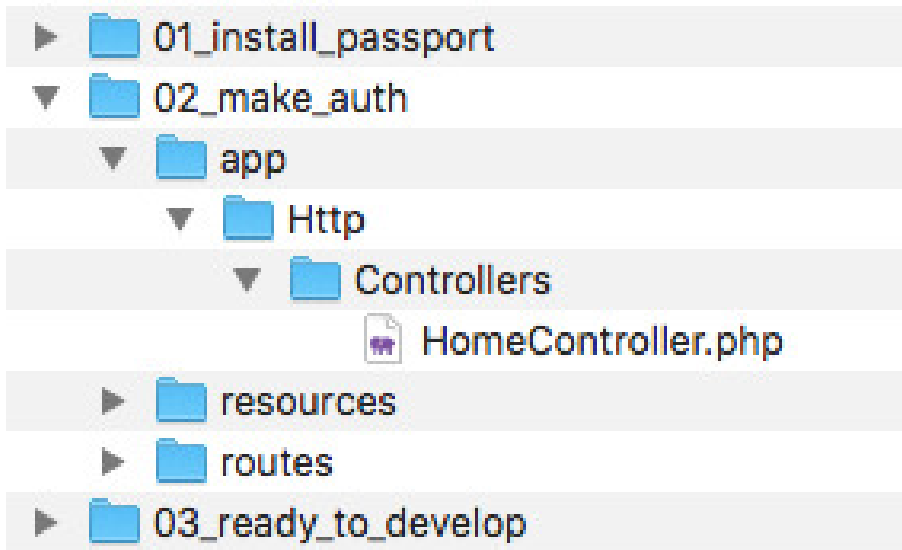 01_install_passport
02_make_auth
app
Http
Controllers
HomeController.php
resources
routes
03_ready_to_develop